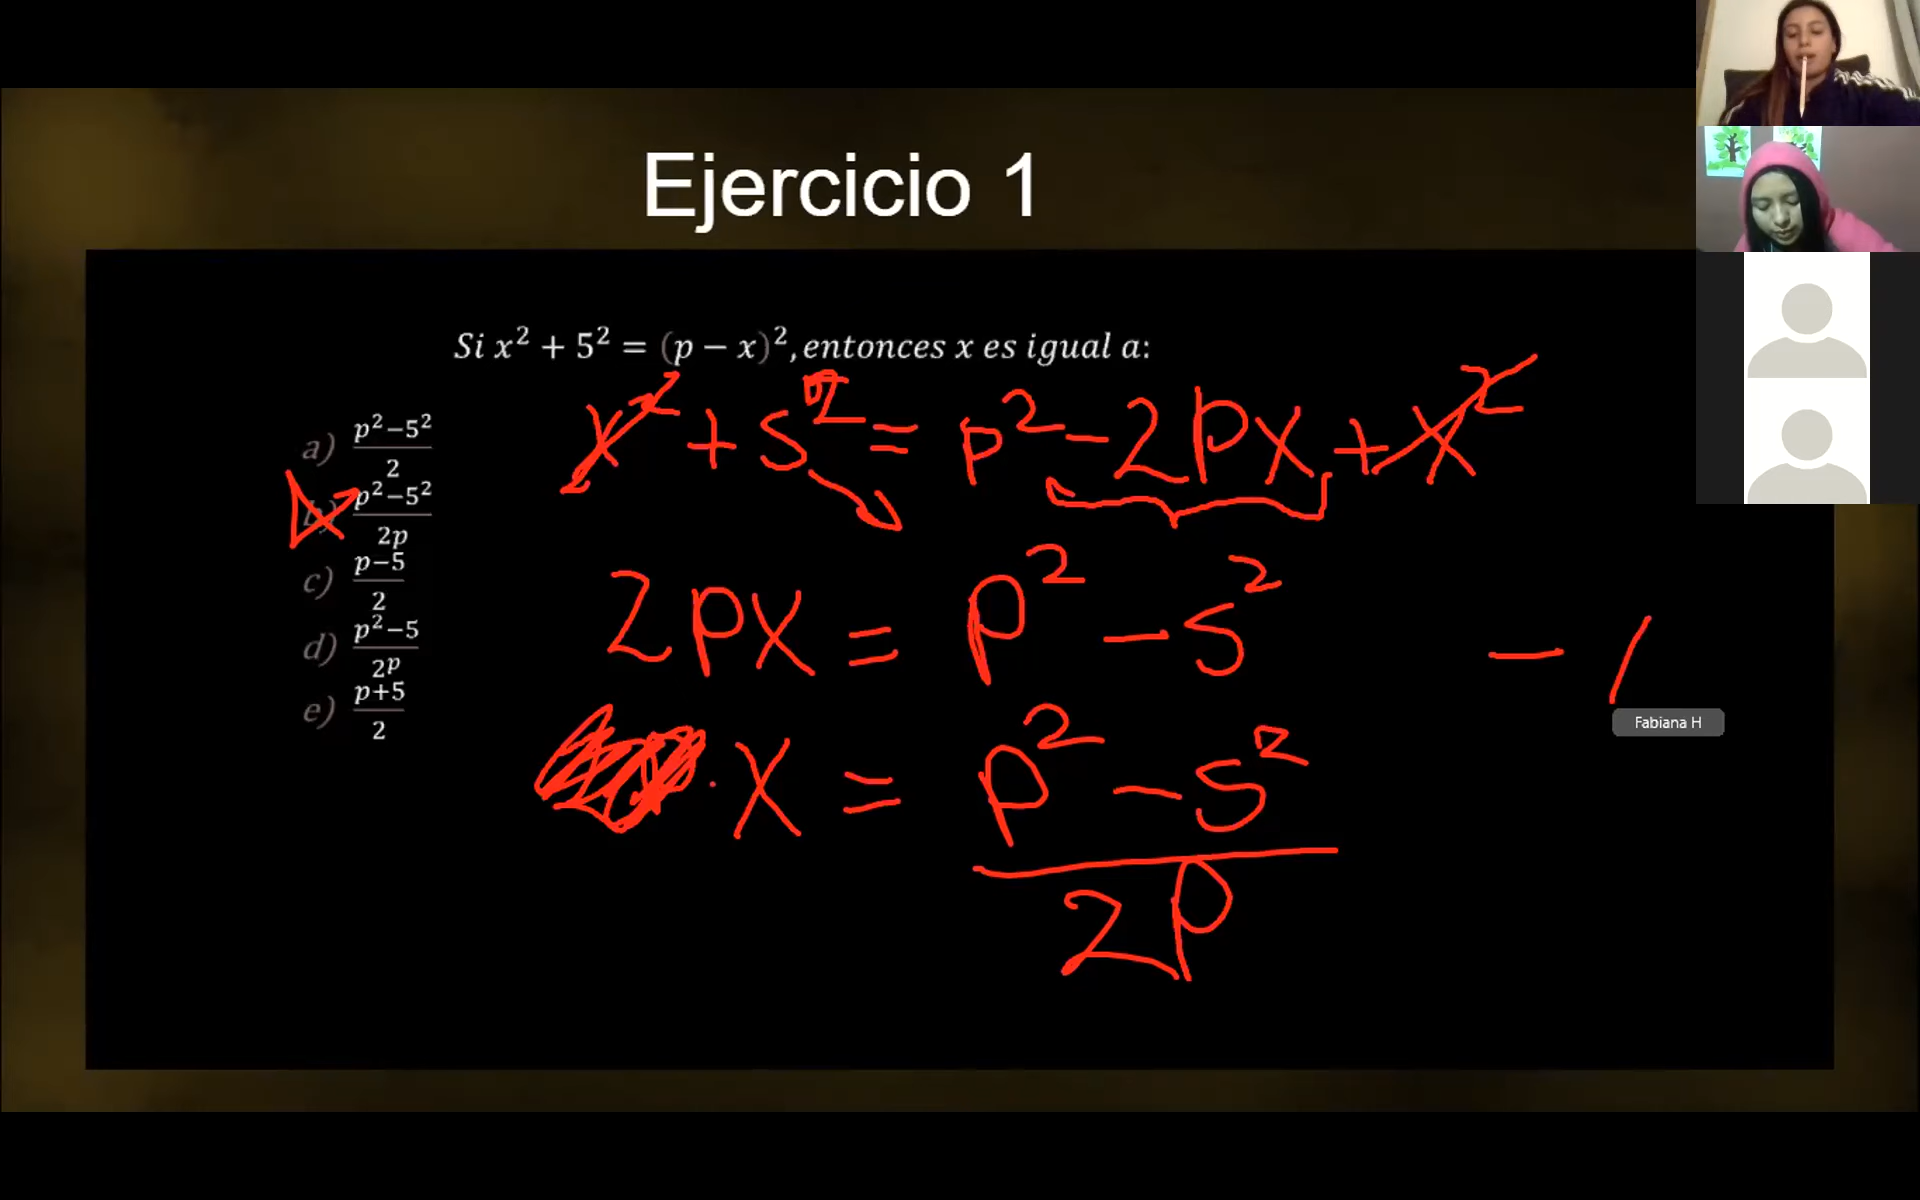 Ejercicio 1
Si x² + 5² = (p − x)², entonces x es igual a:
a) (p²−5²)/2
b) (p²−5²)/2p
c) (p−5)/2
d) (p²−5)/2ᵖ
e) (p+5)/2
x² + 5² = p² − 2px + x²
2px = p² − 5²
− /
· x = (p² − 5²)/2p
Fabiana H